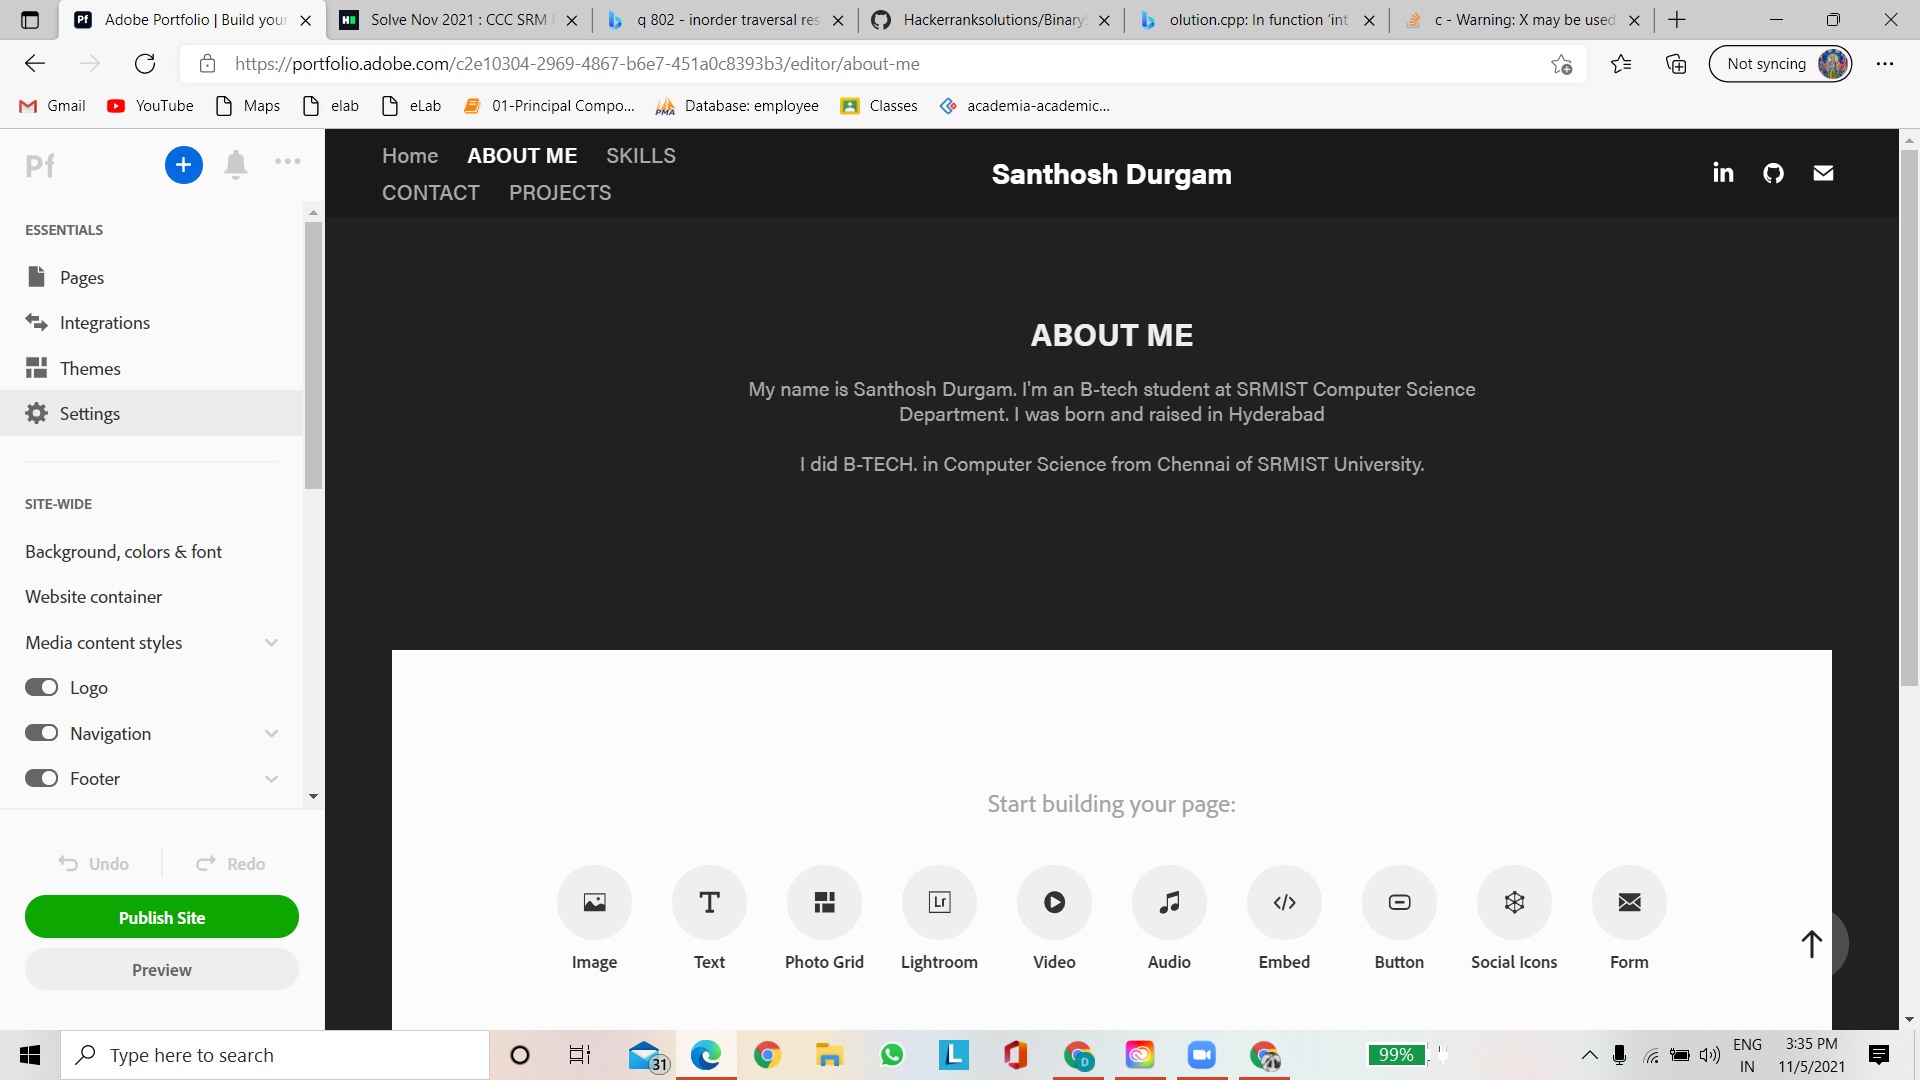 Adobe Portfolio | Build your
Solve Nov 2021 : CCC SRM
q 802 - inorder traversal res
Hackerranksolutions/Binary
olution.cpp: In function 'int
c - Warning: X may be used
https://portfolio.adobe.com/c2e10304-2969-4867-b6e7-451a0c8393b3/editor/about-me
Not syncing
Gmail
YouTube
Maps
elab
eLab
01-Principal Compo...
PMA
Database: employee
Classes
academia-academic...
Pf
ESSENTIALS
Pages
Integrations
Themes
Settings
SITE-WIDE
Background, colors & font
Website container
Media content styles
Logo
Navigation
Footer
Undo
Redo
Publish Site
Preview
Home ABOUT ME SKILLS
CONTACT PROJECTS
Santhosh Durgam
in
ABOUT ME
My name is Santhosh Durgam. I'm an B-tech student at SRMIST Computer Science
Department. I was born and raised in Hyderabad
I did B-TECH. in Computer Science from Chennai of SRMIST University.
Start building your page:
Lr
Image
Text
Photo Grid
Lightroom
Video
Audio
Embed
Button
Social Icons
Form
Type here to search
31
L
D
99%
ENG
IN
3:35 PM
11/5/2021